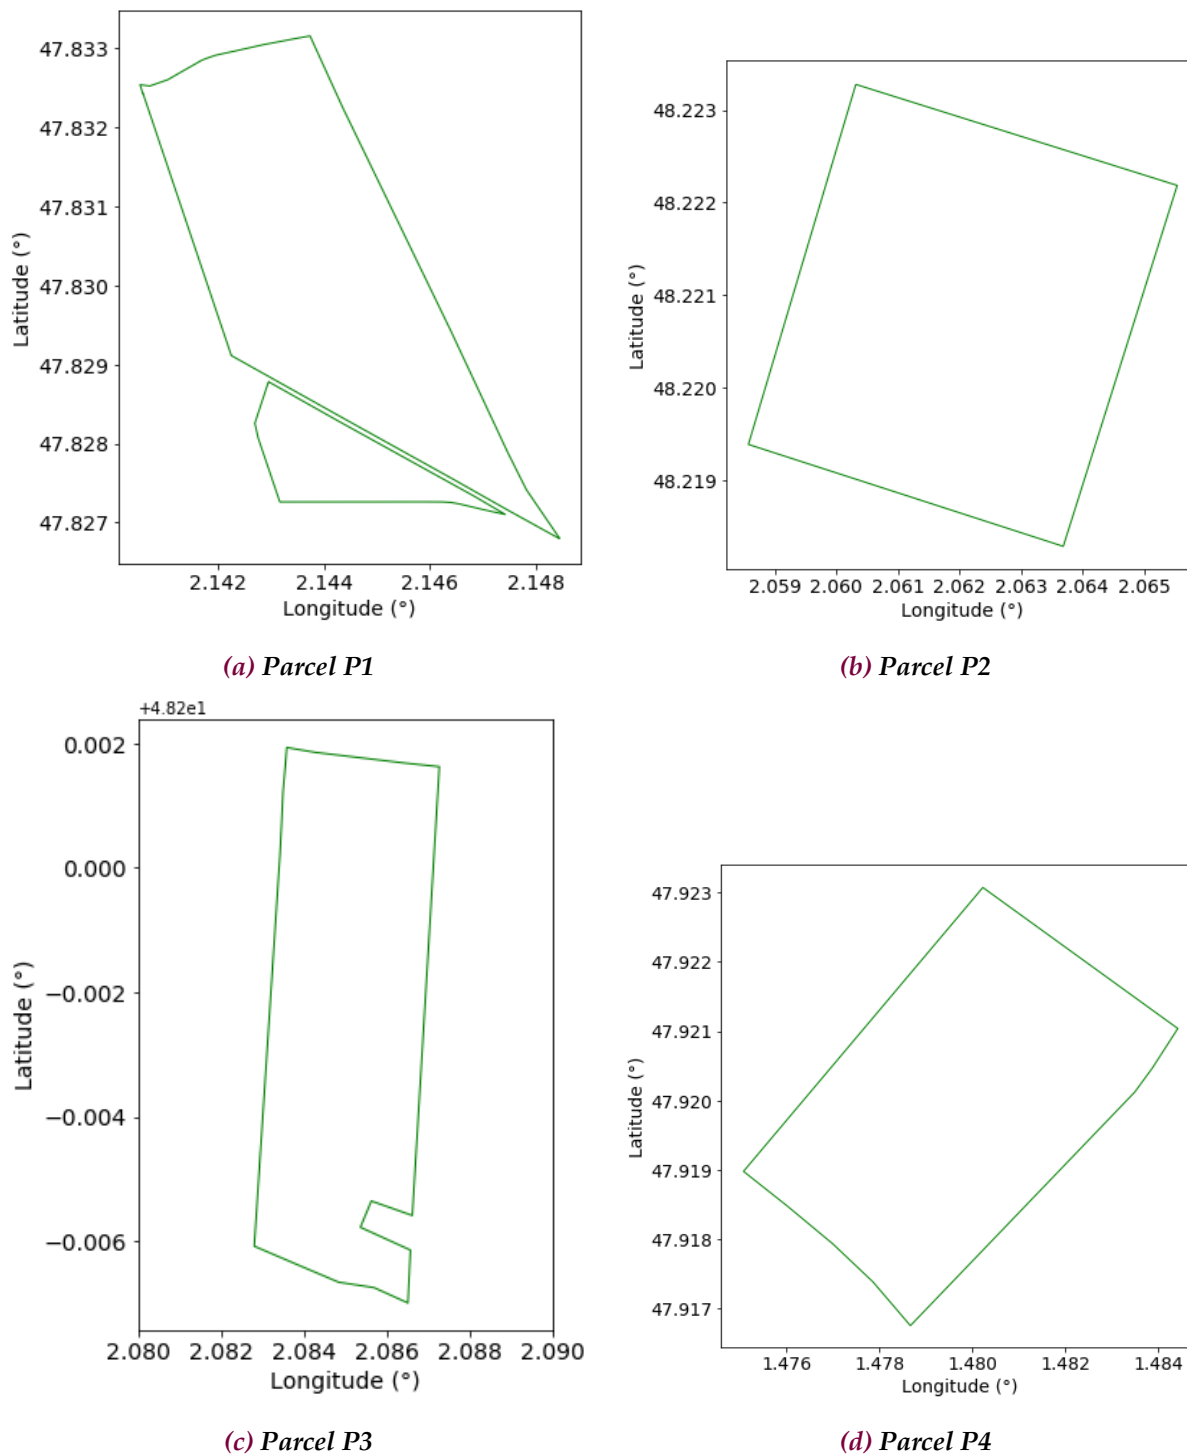 47.833
47.832
47.831
47.830
47.829
47.828
47.827
Latitude (°)
2.142 2.144 2.146 2.148
Longitude (°)
(a) Parcel P1
48.223
48.222
48.221
48.220
48.219
Latitude (°)
2.059 2.060 2.061 2.062 2.063 2.064 2.065
Longitude (°)
(b) Parcel P2
+4.82e1
0.002
0.000
−0.002
−0.004
−0.006
Latitude (°)
2.080 2.082 2.084 2.086 2.088 2.090
Longitude (°)
(c) Parcel P3
47.923
47.922
47.921
47.920
47.919
47.918
47.917
Latitude (°)
1.476 1.478 1.480 1.482 1.484
Longitude (°)
(d) Parcel P4